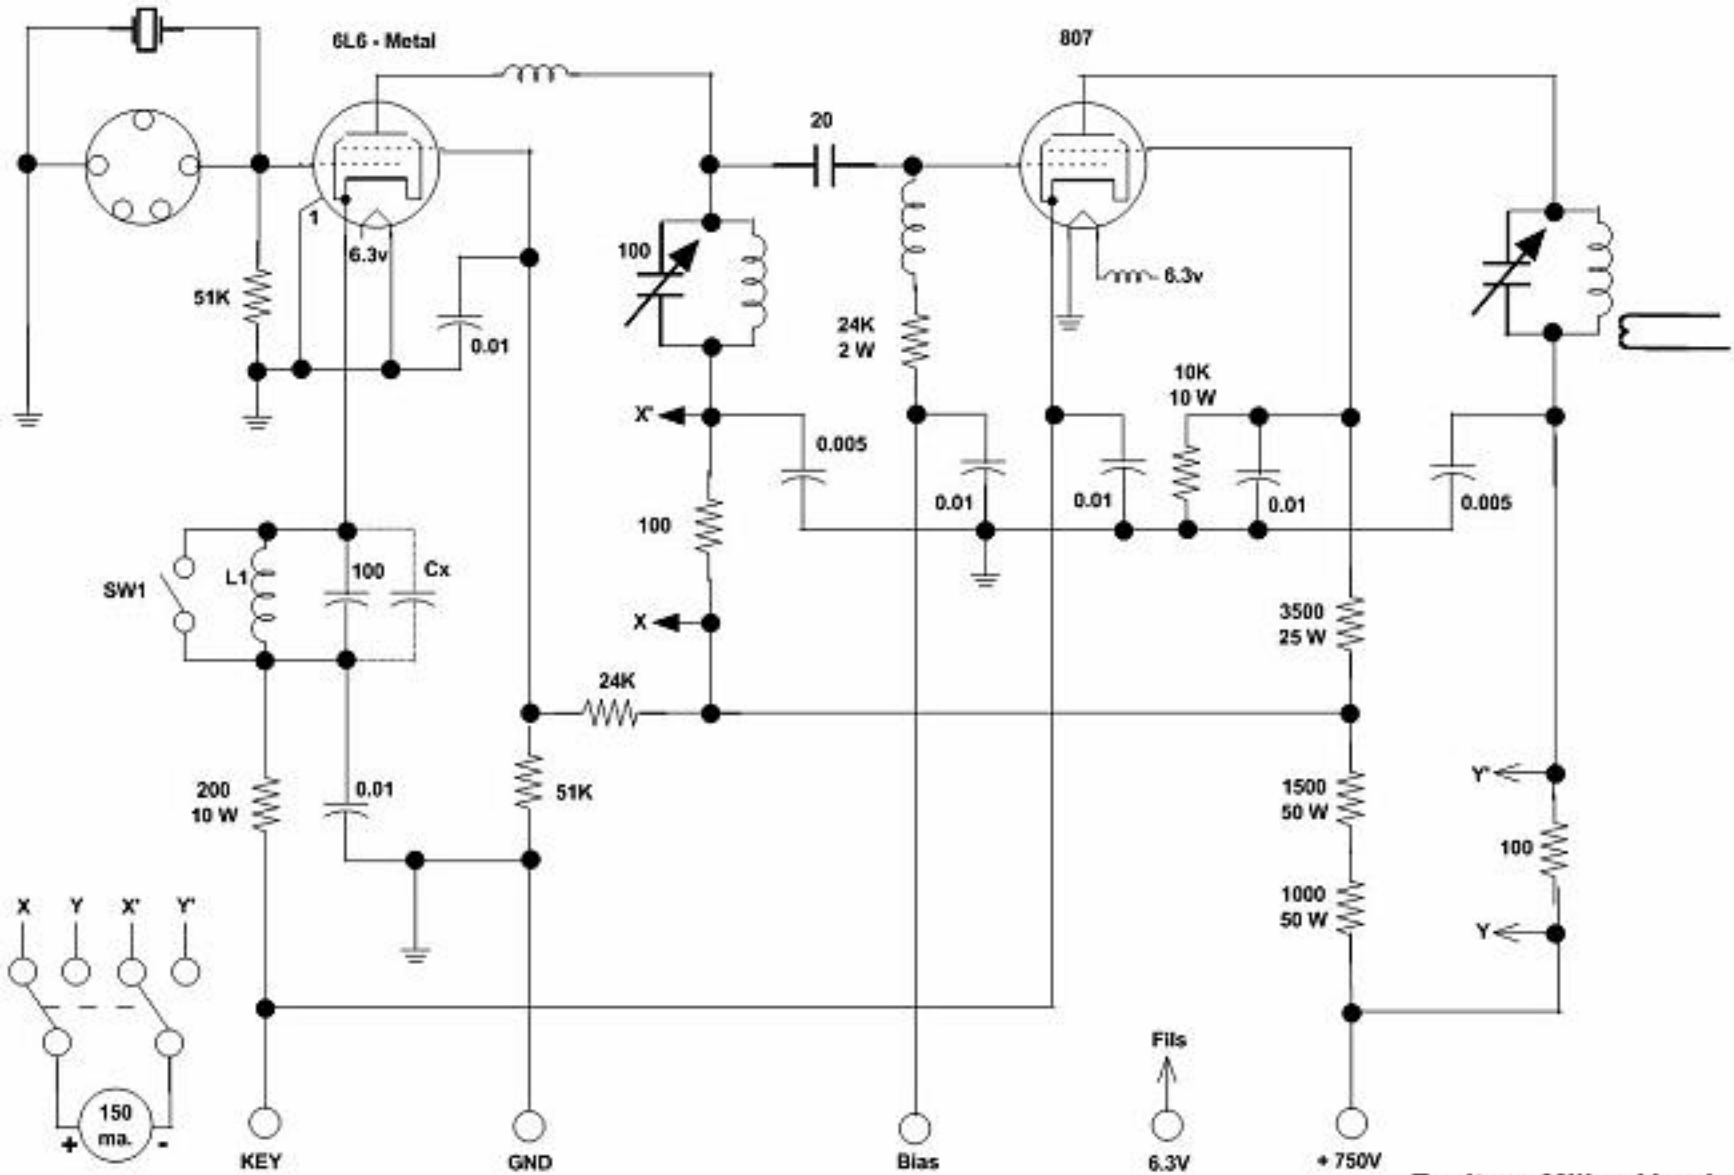 6L6 - Metal
807
20
1
6.3v
6.3v
100
51K
0.01
24K
2 W
10K
10 W
X'
0.005
0.01
0.01
0.01
0.005
100
SW1
L1
100
Cx
X
3500
25 W
24K
200
10 W
0.01
51K
1500
50 W
Y'
100
1000
50 W
Y
X Y X' Y'
150
ma.
+ -
Fils
KEY
GND
Bias
6.3V
+ 750V